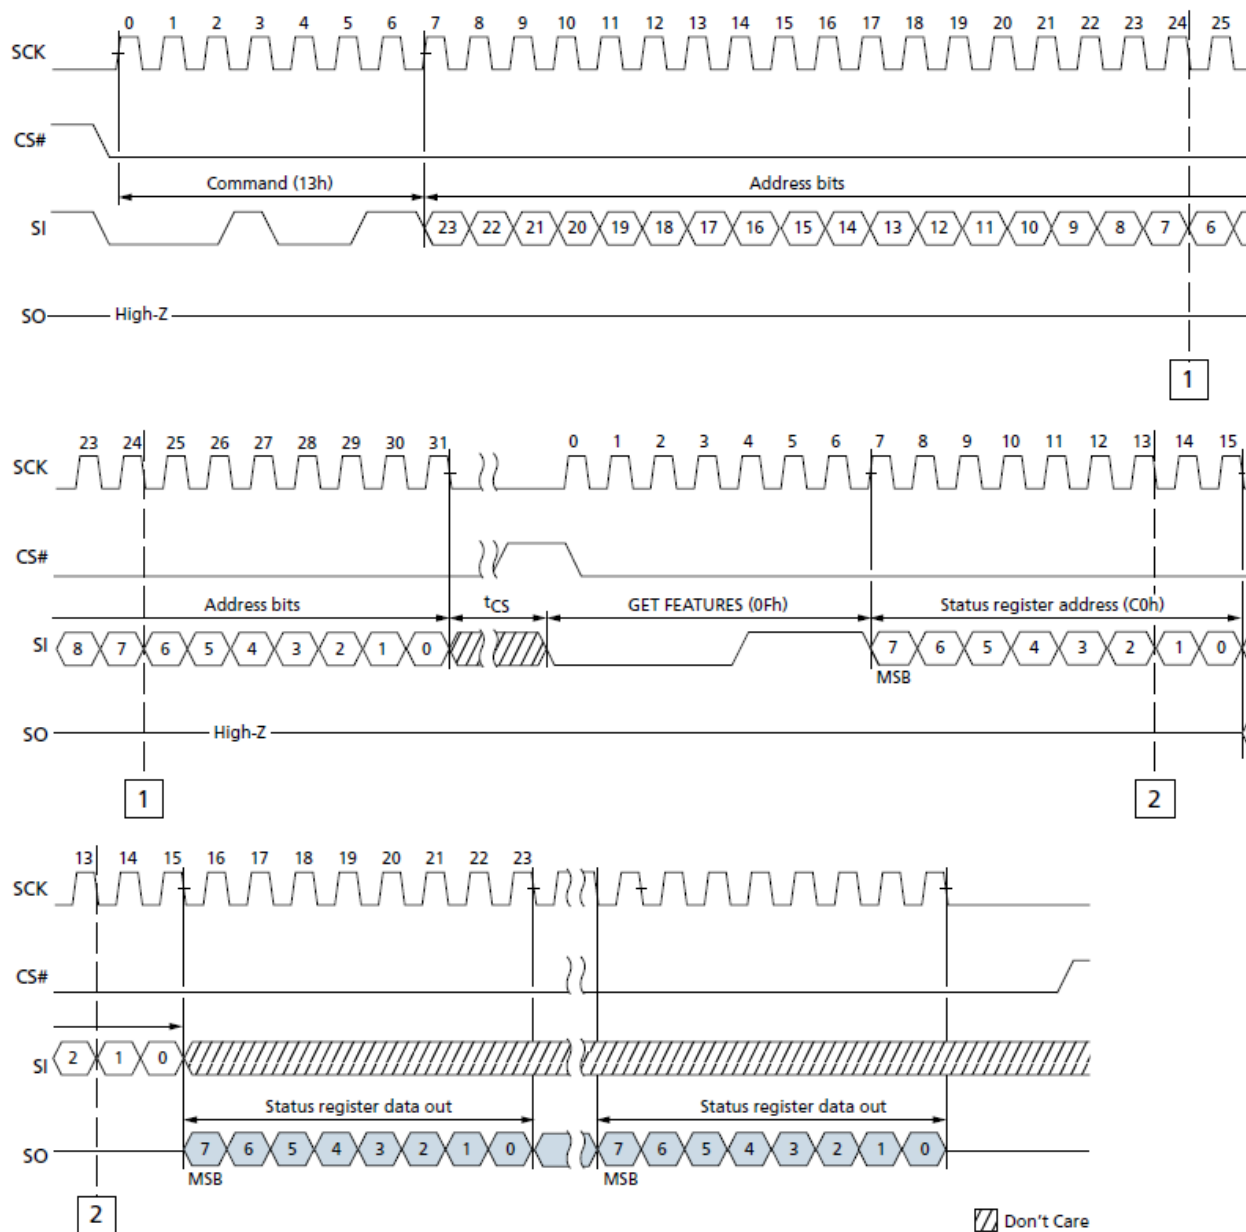 0 1 2 3 4 5 6 7 8 9 10 11 12 13 14 15 16 17 18 19 20 21 22 23 24 25
SCK
CS#
Command (13h) Address bits
SI 23 22 21 20 19 18 17 16 15 14 13 12 11 10 9 8 7 6
SO High-Z
1
23 24 25 26 27 28 29 30 31 0 1 2 3 4 5 6 7 8 9 10 11 12 13 14 15
SCK
CS#
Address bits tCS GET FEATURES (0Fh) Status register address (C0h)
SI 8 7 6 5 4 3 2 1 0 7 6 5 4 3 2 1 0
MSB
SO High-Z
1 2
13 14 15 16 17 18 19 20 21 22 23
SCK
CS#
SI 2 1 0
Status register data out Status register data out
SO 7 6 5 4 3 2 1 0 7 6 5 4 3 2 1 0
MSB MSB
2
Don't Care